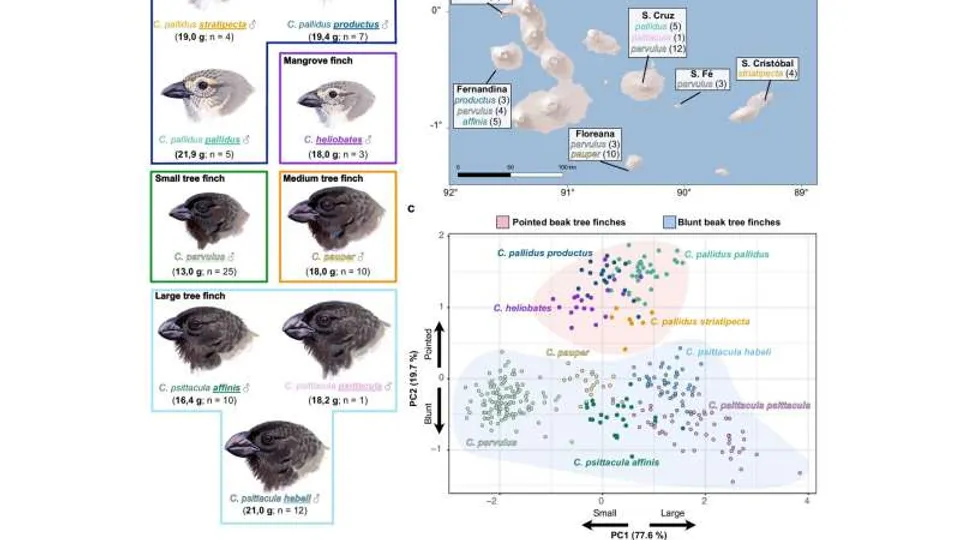 C. pallidus striatipecta ♂
(19,0 g; n = 4)
C. pallidus productus ♂
(19,4 g; n = 7)
C. pallidus pallidus ♂
(21,9 g; n = 5)
Mangrove finch
C. heliobates ♂
(18,0 g; n = 3)
Small tree finch
C. parvulus ♂
(13,0 g; n = 25)
Medium tree finch
C. pauper ♂
(18,0 g; n = 10)
Large tree finch
C. psittacula affinis ♂
(16,4 g; n = 10)
C. psittacula psittacula ♂
(18,2 g; n = 1)
C. psittacula habeli ♂
(21,0 g; n = 12)
0°
-1°
92°
91°
90°
89°
S. Cruz
pallidus (5)
psittacula (1)
parvulus (12)
S. Cristóbal
striatipecta (4)
S. Fé
parvulus (3)
Fernandina
productus (3)
parvulus (4)
affinis (5)
Floreana
parvulus (3)
pauper (10)
0
50
100 km
C
Pointed beak tree finches
Blunt beak tree finches
C. pallidus productus
C. pallidus pallidus
C. heliobates
C. pallidus striatipecta
C. pauper
C. psittacula habeli
C. psittacula psittacula
C. parvulus
C. psittacula affinis
2
1
0
−1
Pointed
Blunt
PC2 (19.7 %)
−2
0
2
4
Small
Large
PC1 (77.6 %)